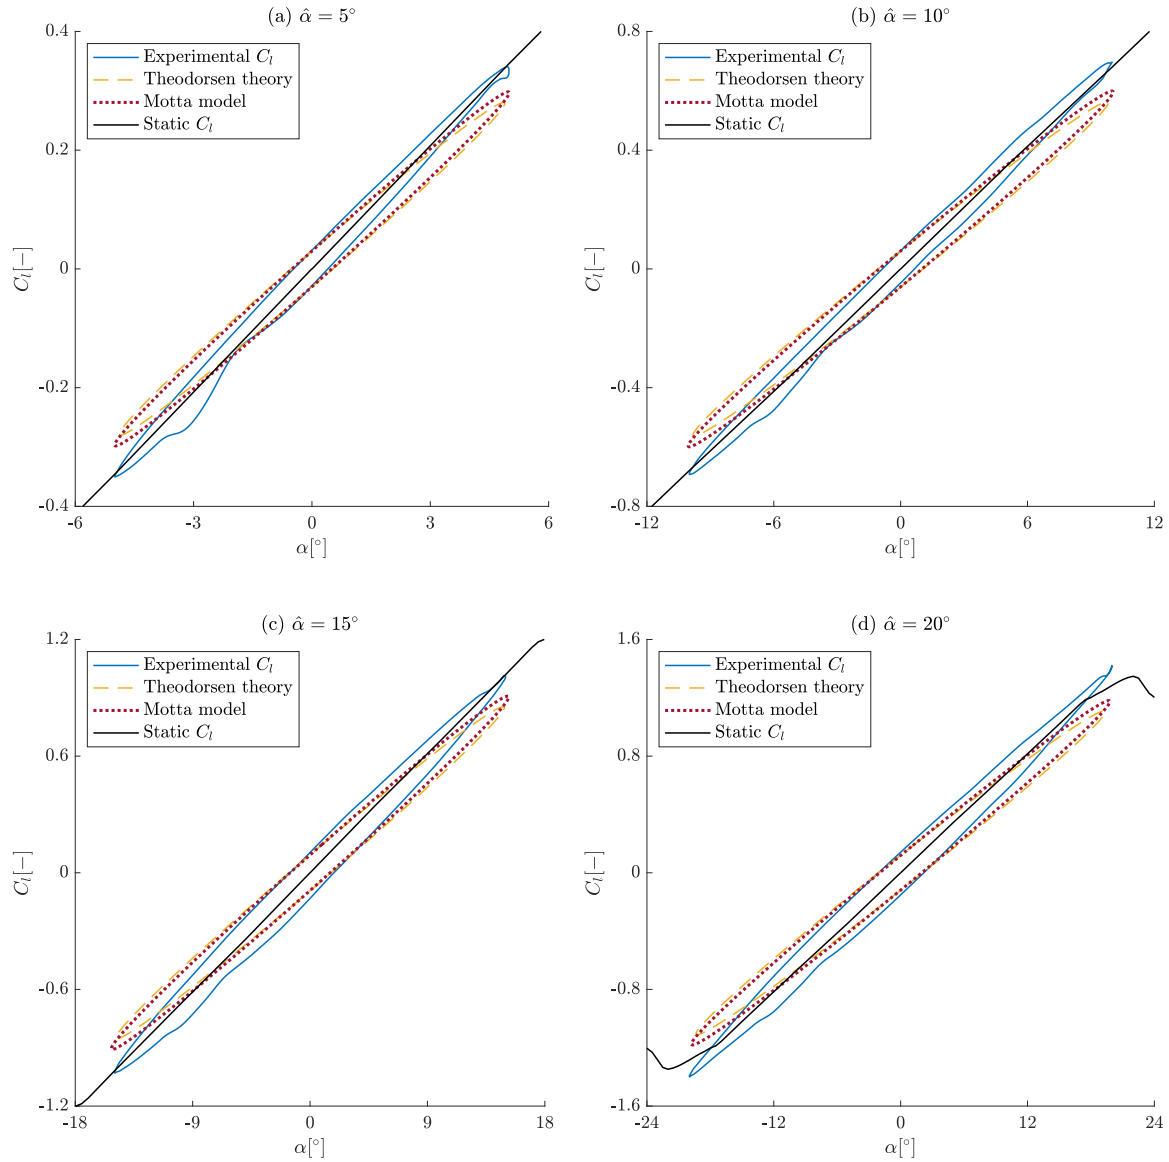 (a) α̂ = 5°
0.4
0.2
0
-0.2
-0.4
C_l[−]
Experimental C_l
Theodorsen theory
Motta model
Static C_l
-6 -3 0 3 6
α[°]
(b) α̂ = 10°
0.8
0.4
0
-0.4
-0.8
C_l[−]
Experimental C_l
Theodorsen theory
Motta model
Static C_l
-12 -6 0 6 12
α[°]
(c) α̂ = 15°
1.2
0.6
0
-0.6
-1.2
C_l[−]
Experimental C_l
Theodorsen theory
Motta model
Static C_l
-18 -9 0 9 18
α[°]
(d) α̂ = 20°
1.6
0.8
0
-0.8
-1.6
C_l[−]
Experimental C_l
Theodorsen theory
Motta model
Static C_l
-24 -12 0 12 24
α[°]